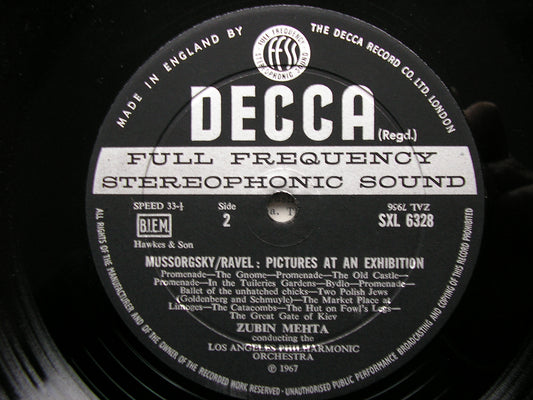 MADE IN ENGLAND BY THE DECCA RECORD CO. LTD. LONDON
FULL FREQUENCY
ffss
STEREOPHONIC SOUND
DECCA (Regd.)
FULL FREQUENCY
STEREOPHONIC SOUND
SPEED 33-⅓ Side 2 ZAL 7956
B.I.E.M. SXL 6328
Hawkes & Son
MUSSORGSKY/RAVEL: PICTURES AT AN EXHIBITION
Promenade—The Gnome—Promenade—The Old Castle—
Promenade—In the Tuileries Gardens—Bydlo—Promenade—
Ballet of the unhatched chicks—Two Polish Jews
(Goldenberg and Schmuyle)—The Market Place at
Limoges—The Catacombs—The Hut on Fowl's Legs—
The Great Gate of Kiev
ZUBIN MEHTA
conducting the
LOS ANGELES PHILHARMONIC
ORCHESTRA
℗ 1967
ALL RIGHTS OF THE MANUFACTURER AND OF THE OWNER OF THE RECORDED WORK RESERVED · UNAUTHORISED PUBLIC PERFORMANCE, BROADCASTING AND COPYING OF THIS RECORD PROHIBITED